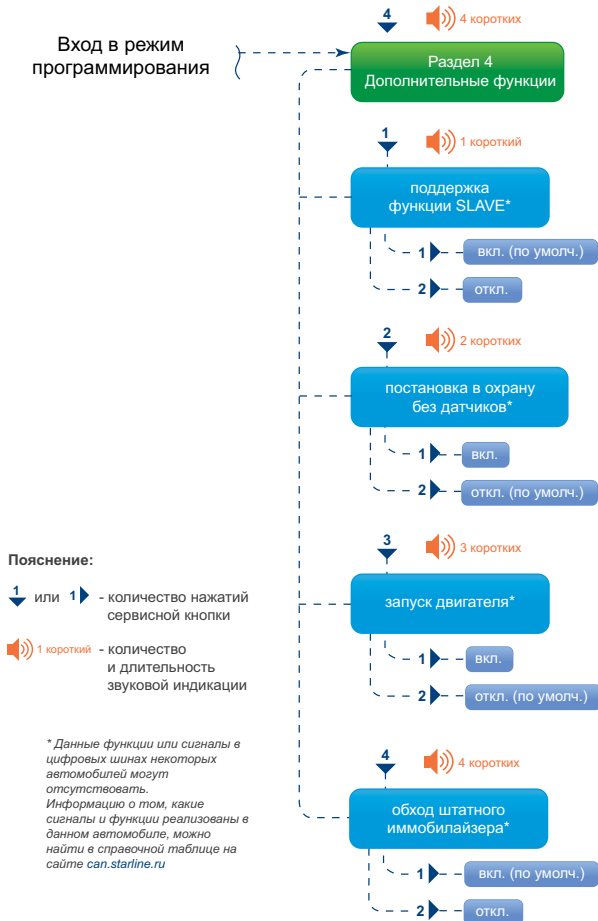 4
4 коротких
Вход в режим
программирования
Раздел 4
Дополнительные функции
1
1 короткий
поддержка
функции SLAVE*
1
вкл. (по умолч.)
2
откл.
2
2 коротких
постановка в охрану
без датчиков*
1
вкл.
2
откл. (по умолч.)
3
3 коротких
запуск двигателя*
1
вкл.
2
откл. (по умолч.)
4
4 коротких
обход штатного
иммобилайзера*
1
вкл. (по умолч.)
2
откл.
Пояснение:
1 или 1 - количество нажатий
сервисной кнопки
1 короткий - количество
и длительность
звуковой индикации
* Данные функции или сигналы в
цифровых шинах некоторых
автомобилей могут
отсутствовать.
Информацию о том, какие
сигналы и функции реализованы в
данном автомобиле, можно
найти в справочной таблице на
сайте can.starline.ru